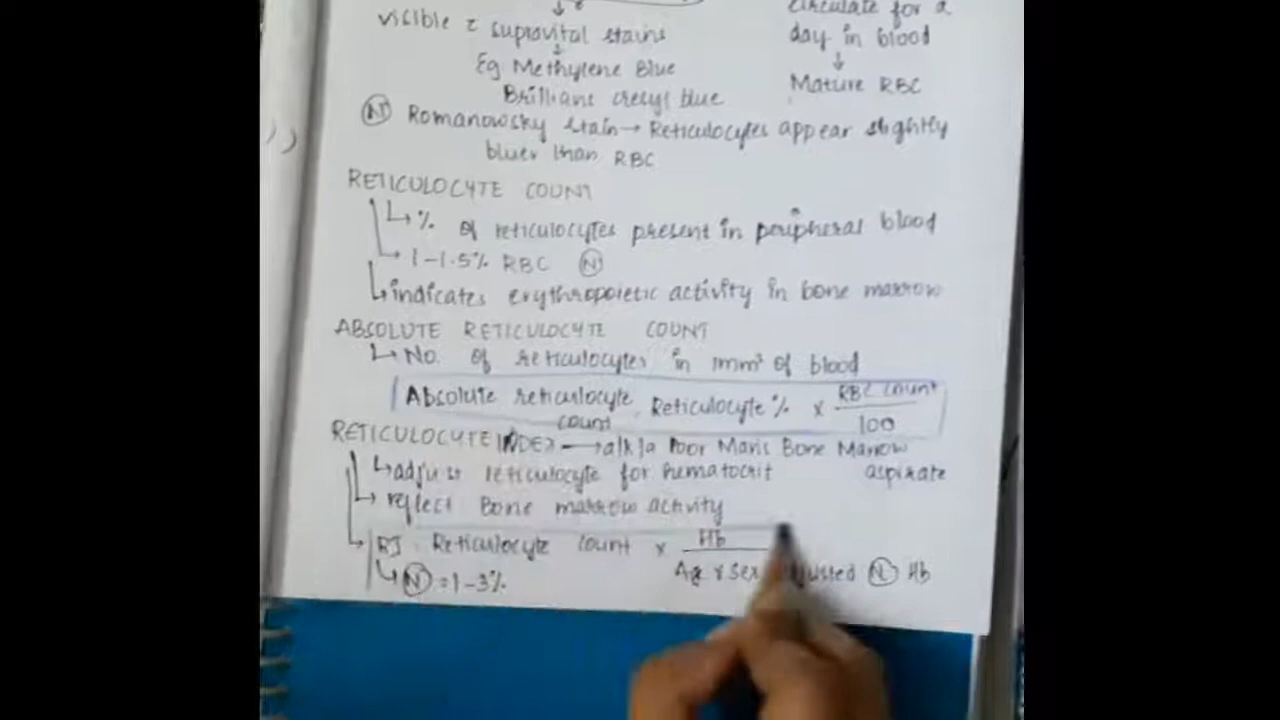 circulate for a
visible c supravital stains
day in blood
Eg Methylene Blue
Mature RBC
Brilliant cresyl blue
(N) Romanowsky stain → Reticulocytes appear slightly
bluer than RBC
RETICULOCYTE COUNT
↳ % of reticulocytes present in peripheral blood
↳ 1-1.5% RBC (N)
↳ indicates erythropoietic activity in bone marrow
ABSOLUTE RETICULOCYTE COUNT
↳ No. of reticulocytes in mm³ of blood
Absolute reticulocyte count = Reticulocyte % x RBC count / 100
RETICULOCYTE INDEX → a/k/a Poor Mans Bone Marrow
↳ adjust reticulocyte for hematocrit aspirate
↳ reflect Bone marrow activity
RI = Reticulocyte count x Hb
Age x Sex adjusted (N) Hb
↳ (N) = 1-3%